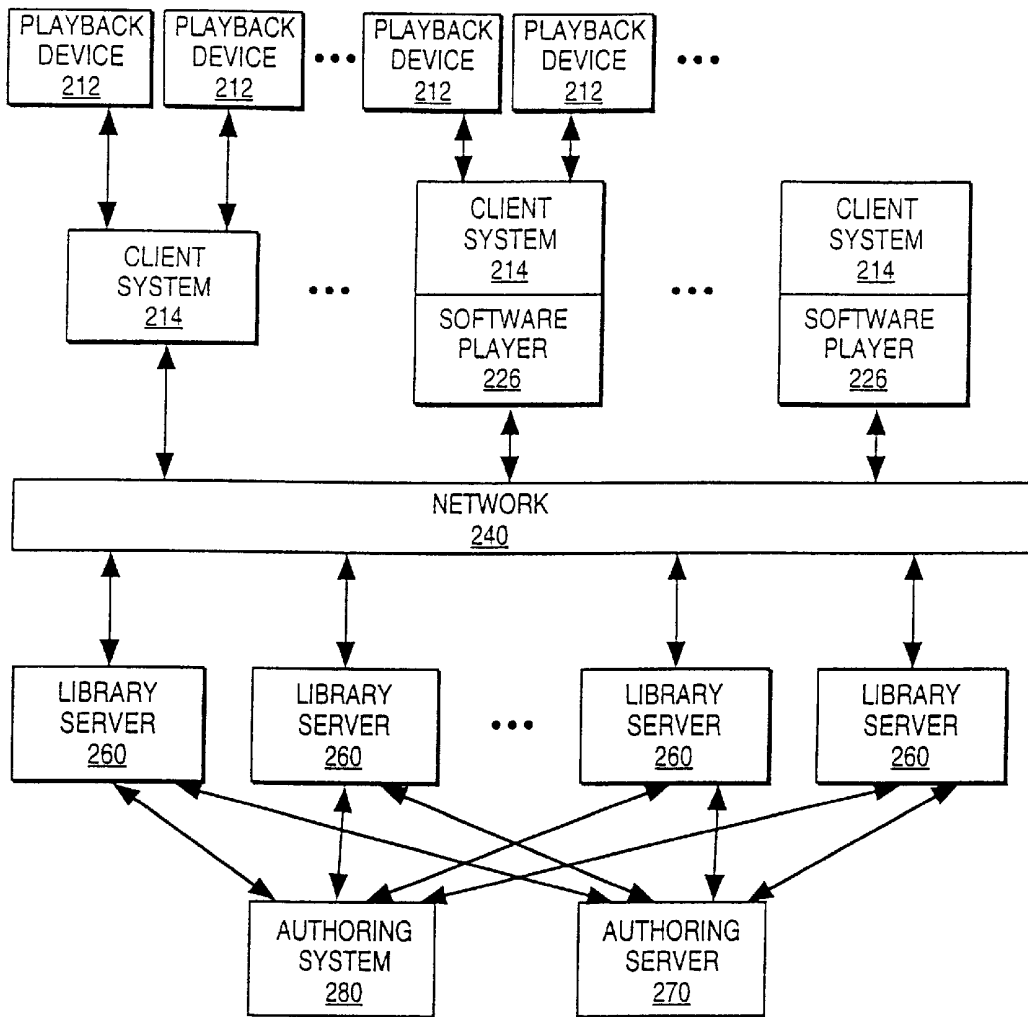 PLAYBACK
DEVICE
212
PLAYBACK
DEVICE
212
•••
PLAYBACK
DEVICE
212
PLAYBACK
DEVICE
212
•••
CLIENT
SYSTEM
214
•••
CLIENT
SYSTEM
214
SOFTWARE
PLAYER
226
•••
CLIENT
SYSTEM
214
SOFTWARE
PLAYER
226
NETWORK
240
LIBRARY
SERVER
260
LIBRARY
SERVER
260
•••
LIBRARY
SERVER
260
LIBRARY
SERVER
260
AUTHORING
SYSTEM
280
AUTHORING
SERVER
270